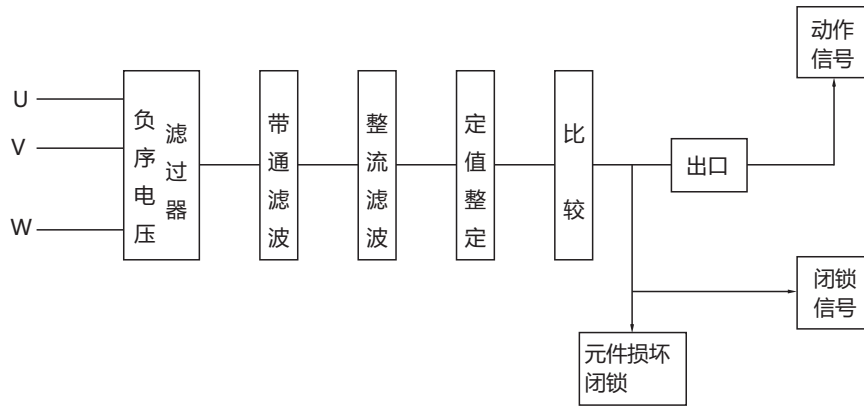 U
V
W
负序电压
滤过器
带通滤波
整流滤波
定值整定
比较
出口
动作
信号
闭锁
信号
元件损坏
闭锁